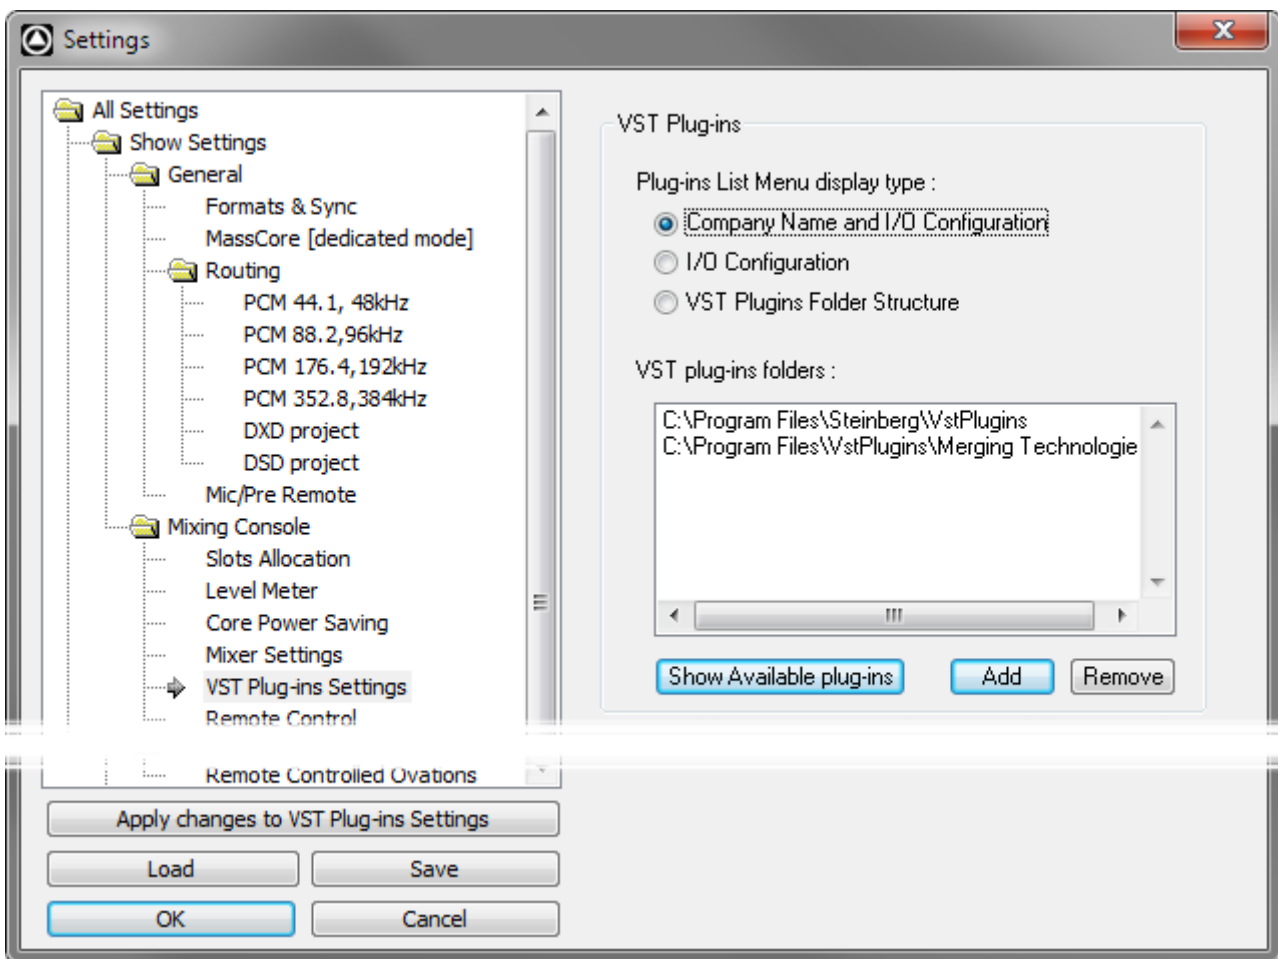 Settings
All Settings
Show Settings
General
Formats & Sync
MassCore [dedicated mode]
Routing
PCM 44.1, 48kHz
PCM 88.2,96kHz
PCM 176.4,192kHz
PCM 352.8,384kHz
DXD project
DSD project
Mic/Pre Remote
Mixing Console
Slots Allocation
Level Meter
Core Power Saving
Mixer Settings
VST Plug-ins Settings
Remote Control
Remote Controlled Ovations
Apply changes to VST Plug-ins Settings
Load
Save
OK
Cancel
VST Plug-ins
Plug-ins List Menu display type :
Company Name and I/O Configuration
I/O Configuration
VST Plugins Folder Structure
VST plug-ins folders :
C:\Program Files\Steinberg\VstPlugins
C:\Program Files\VstPlugins\Merging Technologie
Show Available plug-ins
Add
Remove